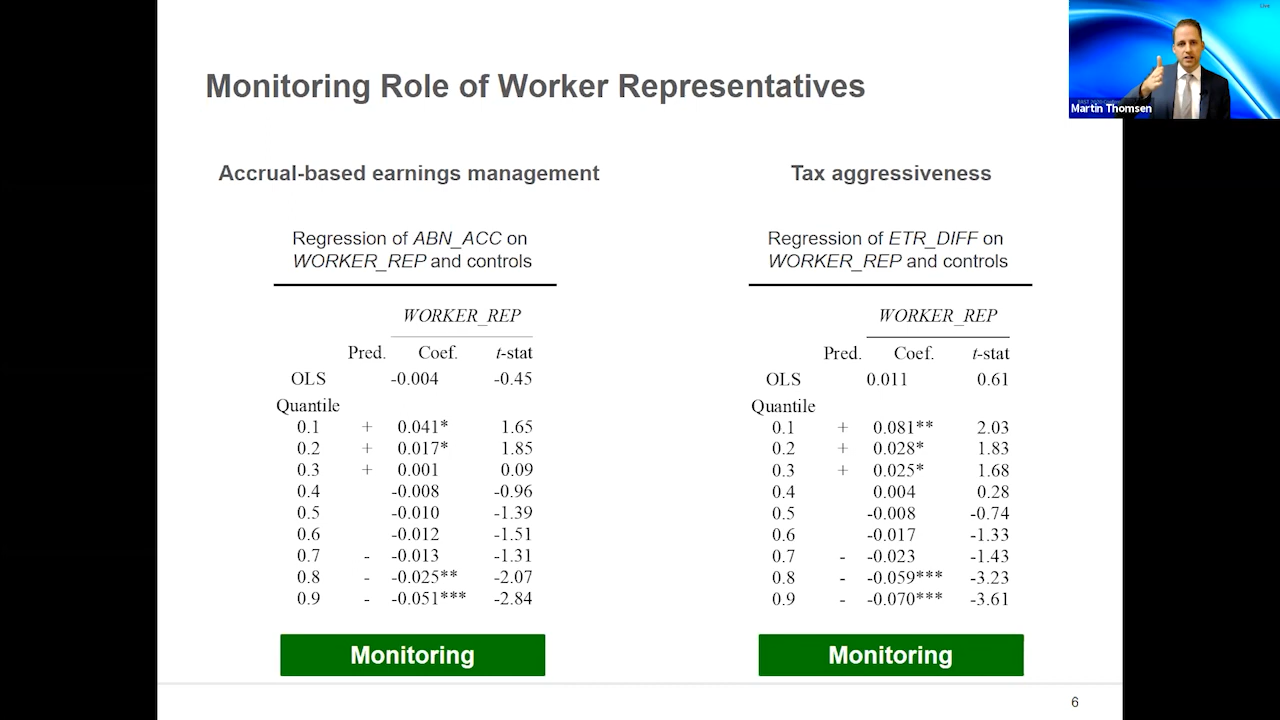 Live
Martin Thomsen
Monitoring Role of Worker Representatives
Accrual-based earnings management
Regression of ABN_ACC on
WORKER_REP and controls
WORKER_REP
Pred. Coef. t-stat
OLS -0.004 -0.45
Quantile
0.1 + 0.041* 1.65
0.2 + 0.017* 1.85
0.3 + 0.001 0.09
0.4 -0.008 -0.96
0.5 -0.010 -1.39
0.6 -0.012 -1.51
0.7 - -0.013 -1.31
0.8 - -0.025** -2.07
0.9 - -0.051*** -2.84
Monitoring
Tax aggressiveness
Regression of ETR_DIFF on
WORKER_REP and controls
WORKER_REP
Pred. Coef. t-stat
OLS 0.011 0.61
Quantile
0.1 + 0.081** 2.03
0.2 + 0.028* 1.83
0.3 + 0.025* 1.68
0.4 0.004 0.28
0.5 -0.008 -0.74
0.6 -0.017 -1.33
0.7 - -0.023 -1.43
0.8 - -0.059*** -3.23
0.9 - -0.070*** -3.61
Monitoring
6